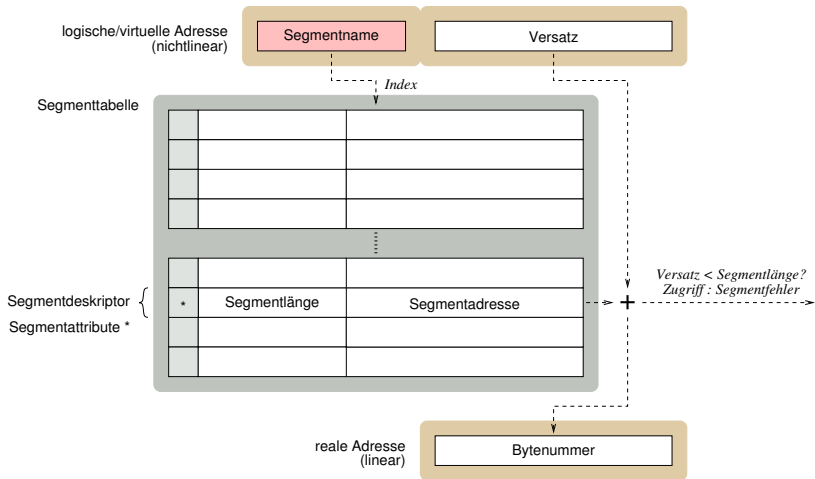 logische/virtuelle Adresse
(nichtlinear)
Segmentname
Versatz
Index
Segmenttabelle
Segmentdeskriptor
* Segmentlänge Segmentadresse
+
Versatz < Segmentlänge?
Zugriff : Segmentfehler
Segmentattribute *
reale Adresse
(linear)
Bytenummer